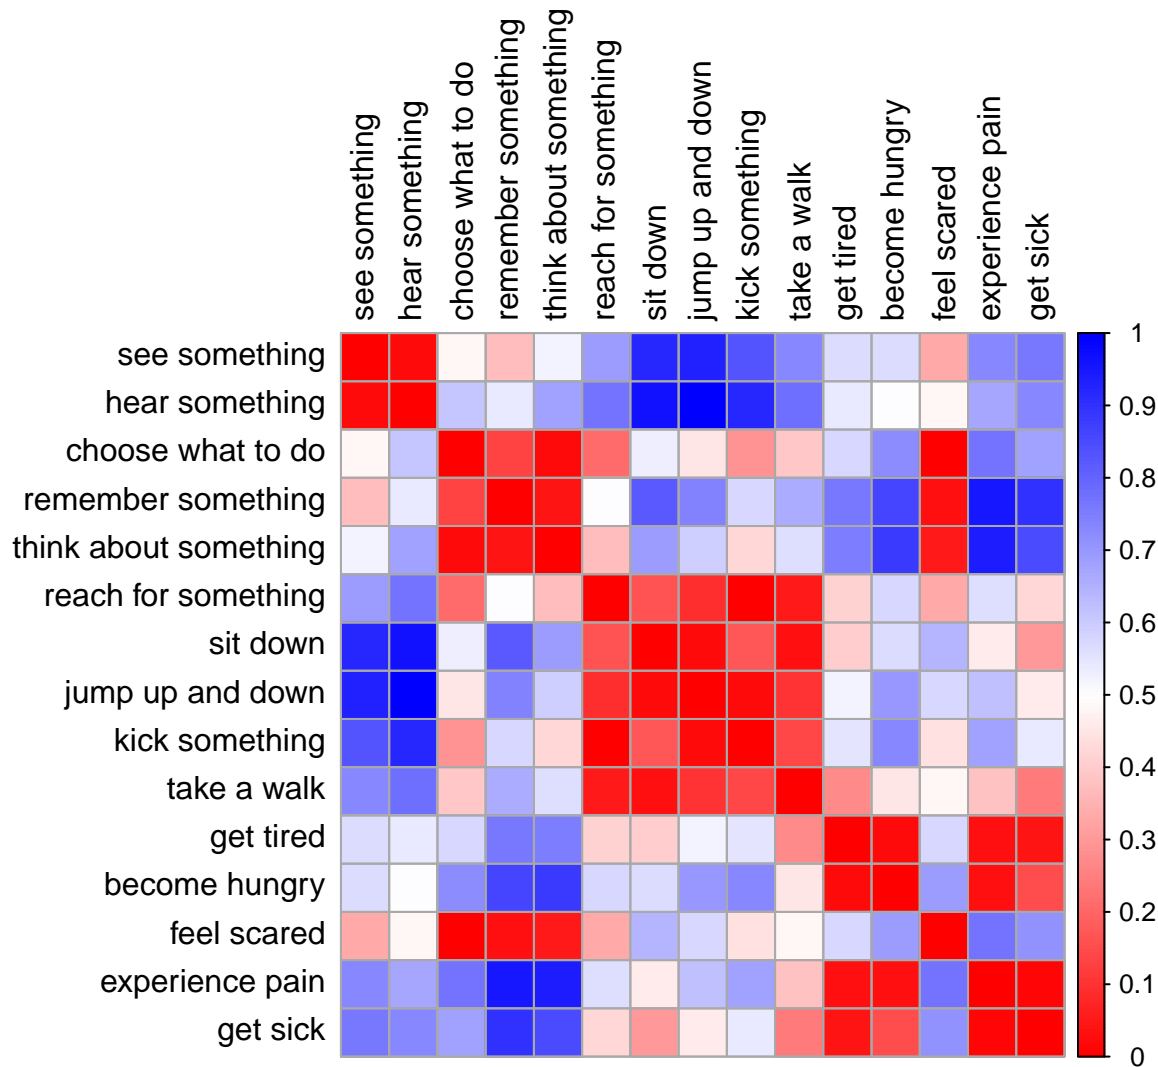 see something
hear something
choose what to do
remember something
think about something
reach for something
sit down
jump up and down
kick something
take a walk
get tired
become hungry
feel scared
experience pain
get sick
see something
hear something
choose what to do
remember something
think about something
reach for something
sit down
jump up and down
kick something
take a walk
get tired
become hungry
feel scared
experience pain
get sick
1
0.9
0.8
0.7
0.6
0.5
0.4
0.3
0.2
0.1
0